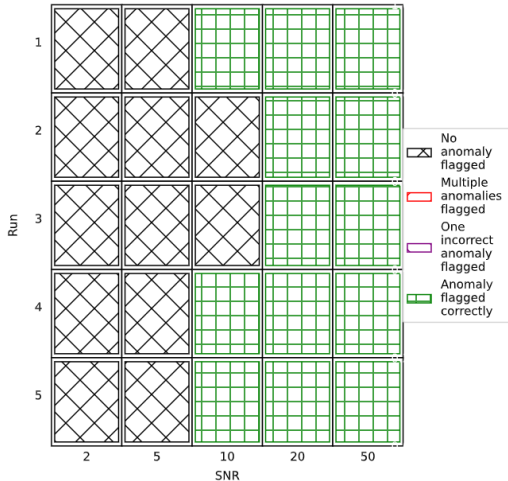 1
2
3
4
5
Run
2 5 10 20 50
SNR
No
anomaly
flagged
Multiple
anomalies
flagged
One
incorrect
anomaly
flagged
Anomaly
flagged
correctly